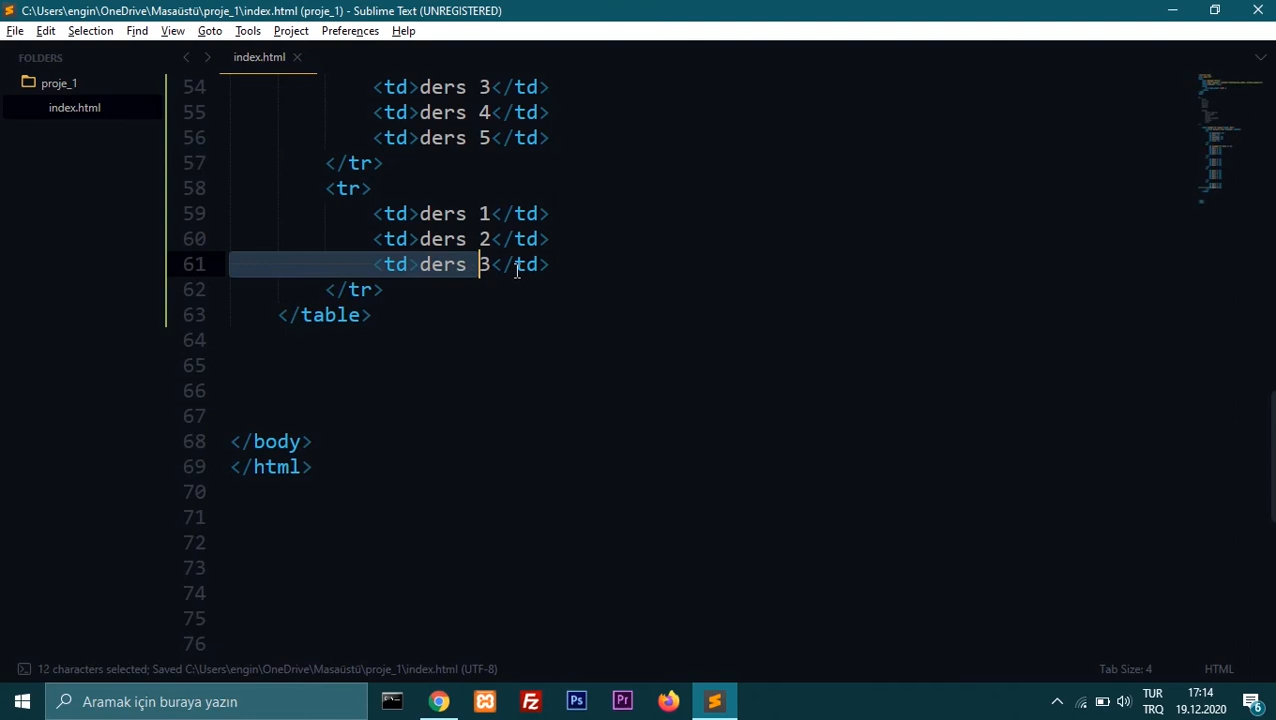 C:\Users\engin\OneDrive\Masaüstü\proje_1\index.html (proje_1) - Sublime Text (UNREGISTERED)
File Edit Selection Find View Goto Tools Project Preferences Help
FOLDERS
proje_1
index.html
index.html
54 <td>ders 3</td>
55 <td>ders 4</td>
56 <td>ders 5</td>
57 </tr>
58 <tr>
59 <td>ders 1</td>
60 <td>ders 2</td>
61 <td>ders 3</td>
62 </tr>
63 </table>
64
65
66
67
68 </body>
69 </html>
70
71
72
73
74
75
76
12 characters selected; Saved C:\Users\engin\OneDrive\Masaüstü\proje_1\index.html (UTF-8)
Tab Size: 4 HTML
Aramak için buraya yazın
Fz
Ps
Pr
TUR
TRQ
17:14
19.12.2020
6